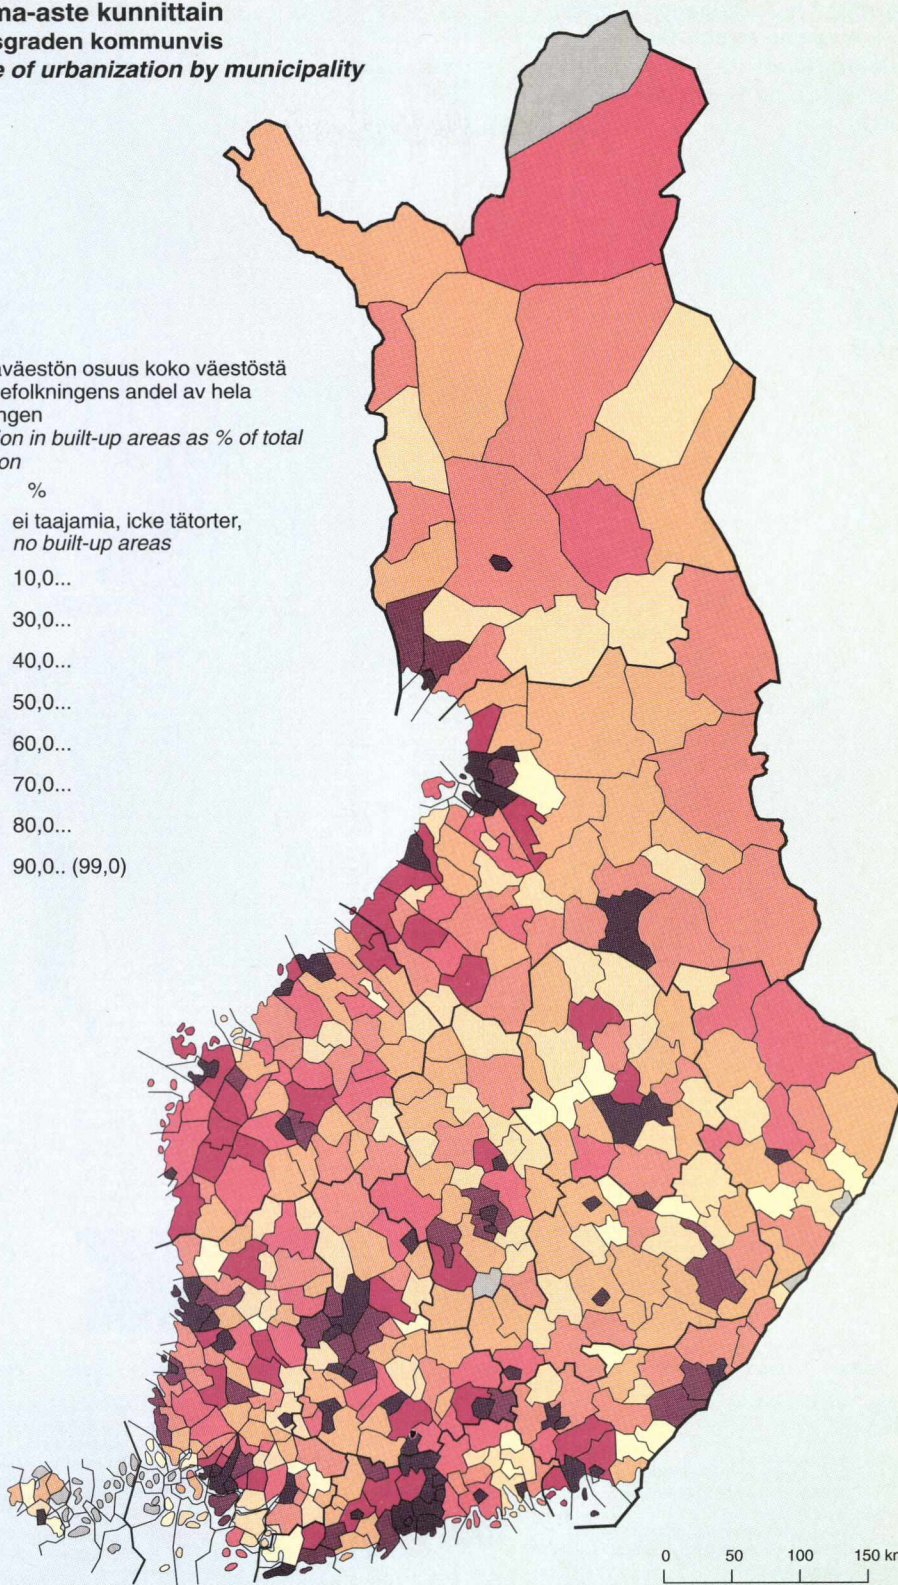 ma-aste kunnittain
sgraden kommunvis
e of urbanization by municipality
väestön osuus koko väestöstä
efolkningens andel av hela
ngen
ion in built-up areas as % of total
on
%
ei taajamia, icke tätorter,
no built-up areas
10,0...
30,0...
40,0...
50,0...
60,0...
70,0...
80,0...
90,0.. (99,0)
0 50 100 150 km